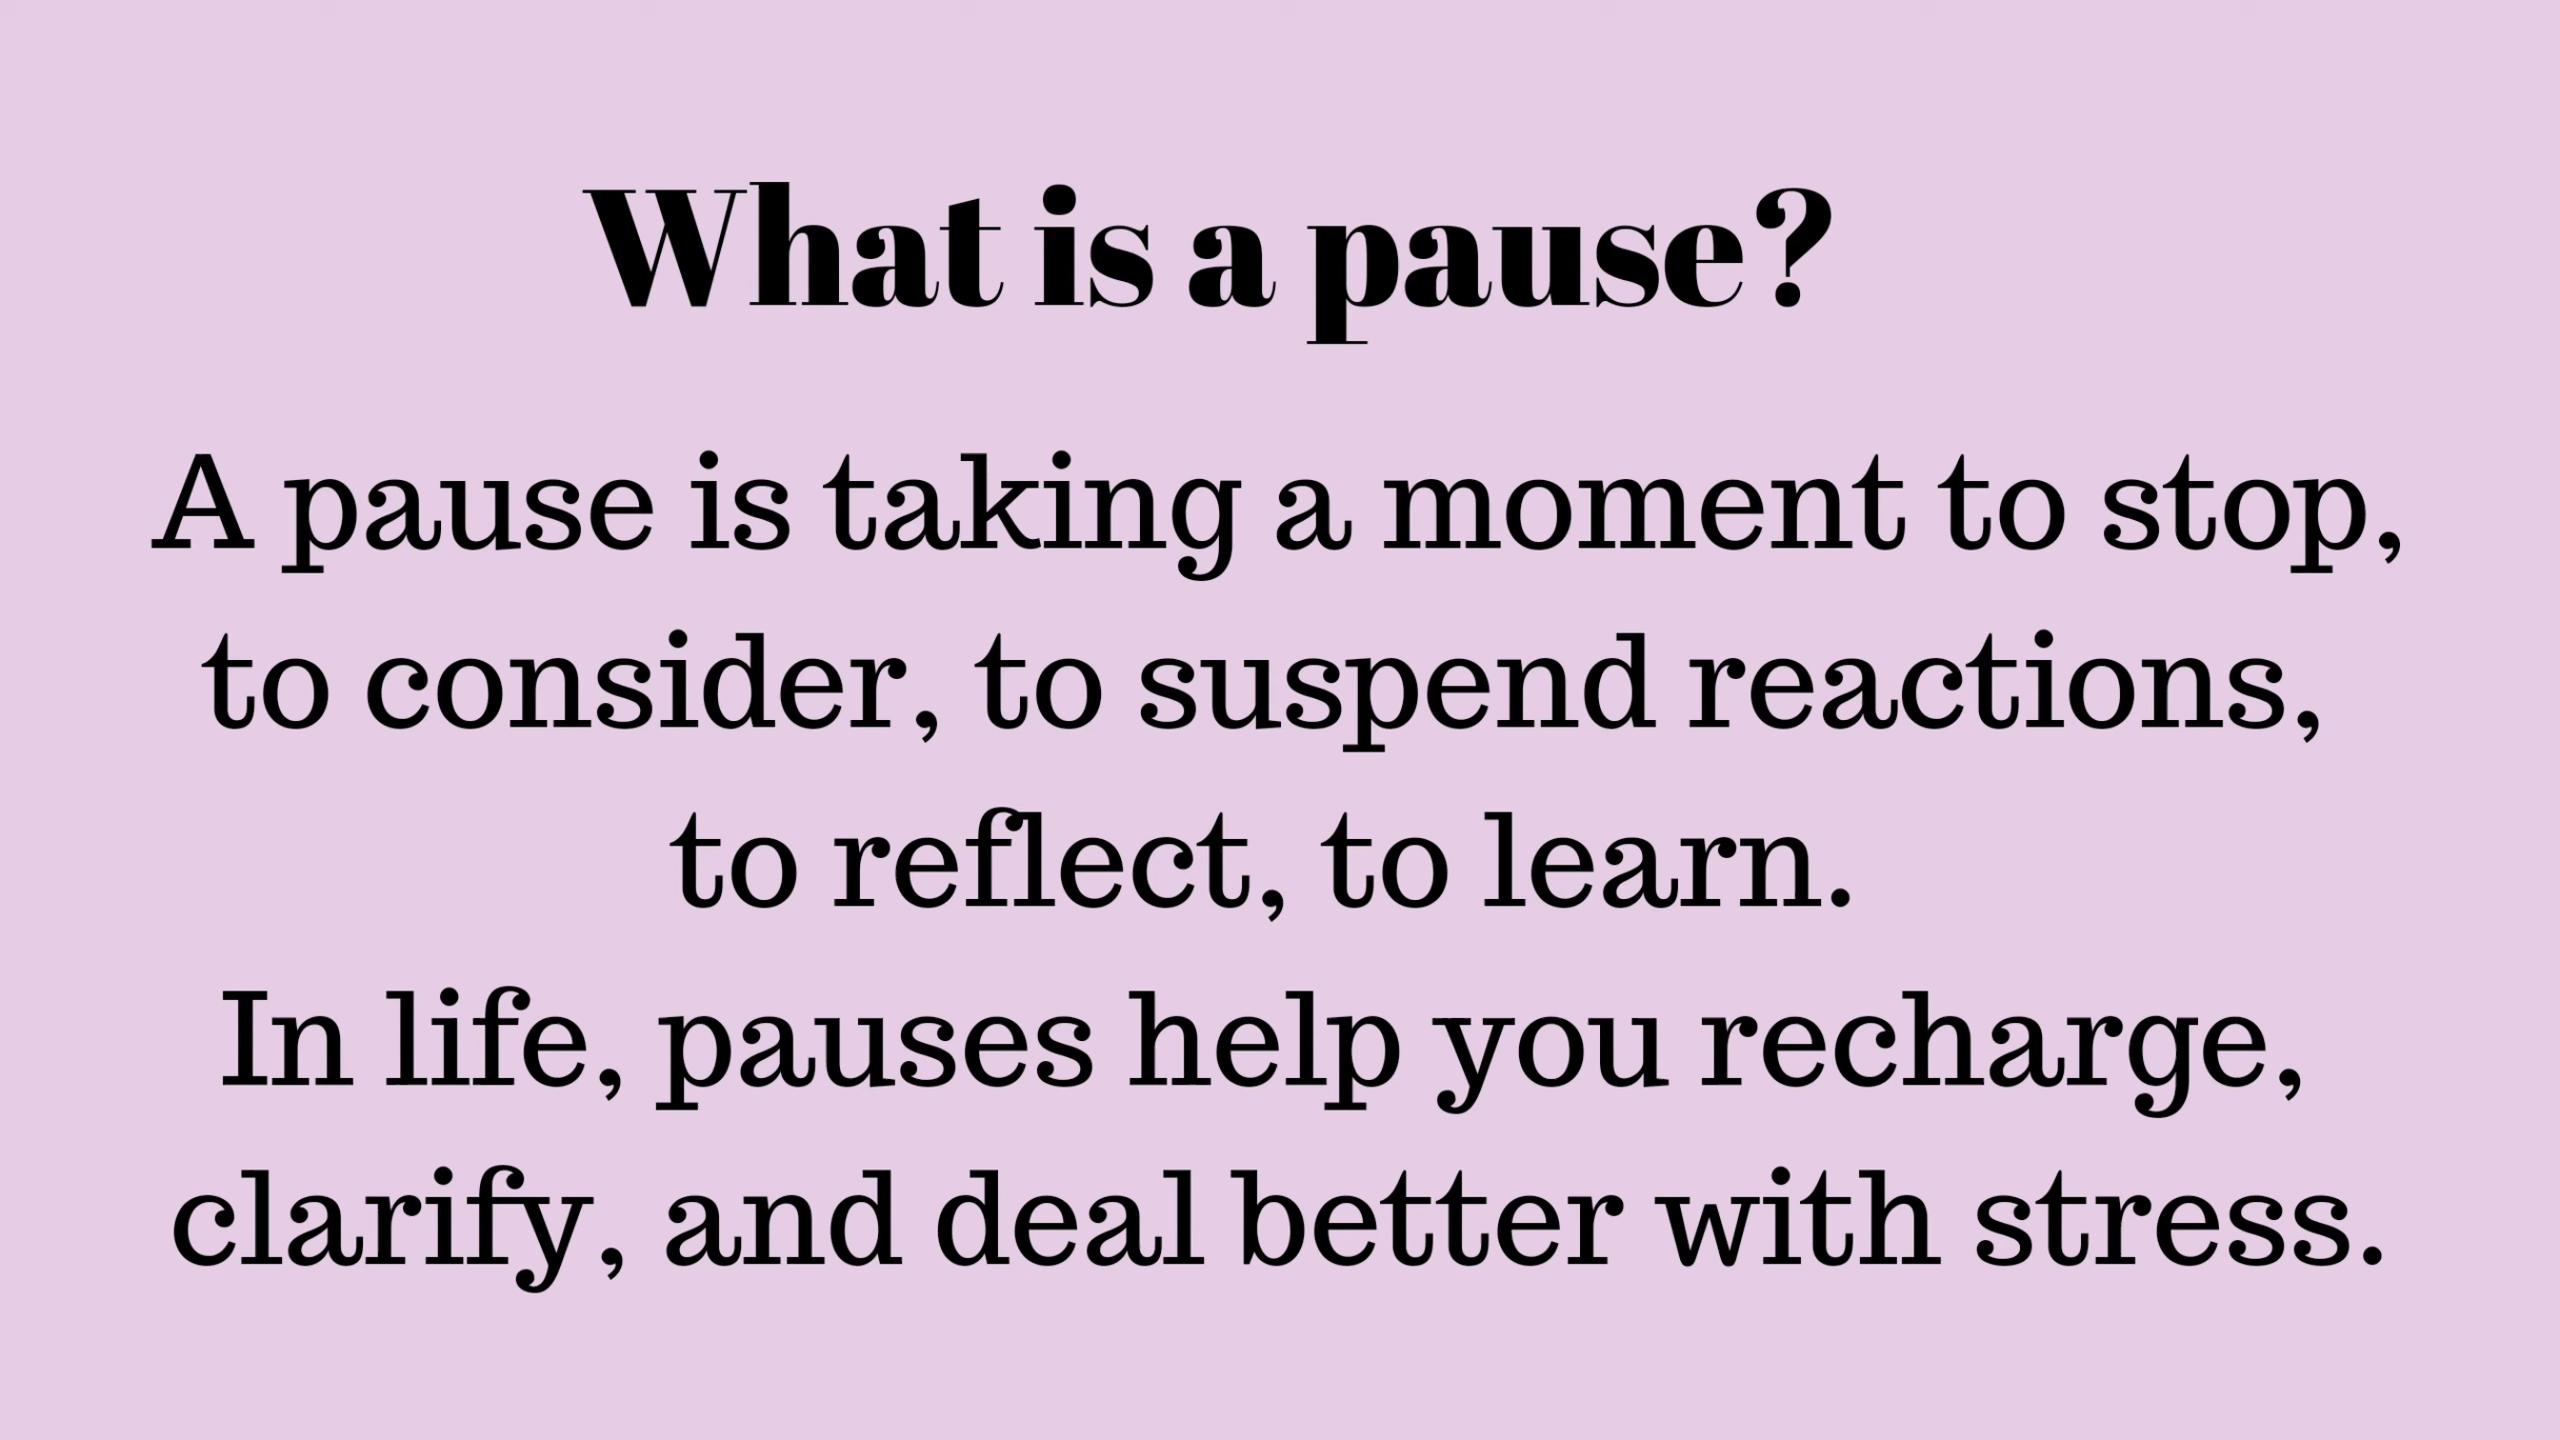 What is a pause?
A pause is taking a moment to stop,
to consider, to suspend reactions,
to reflect, to learn.
In life, pauses help you recharge,
clarify, and deal better with stress.